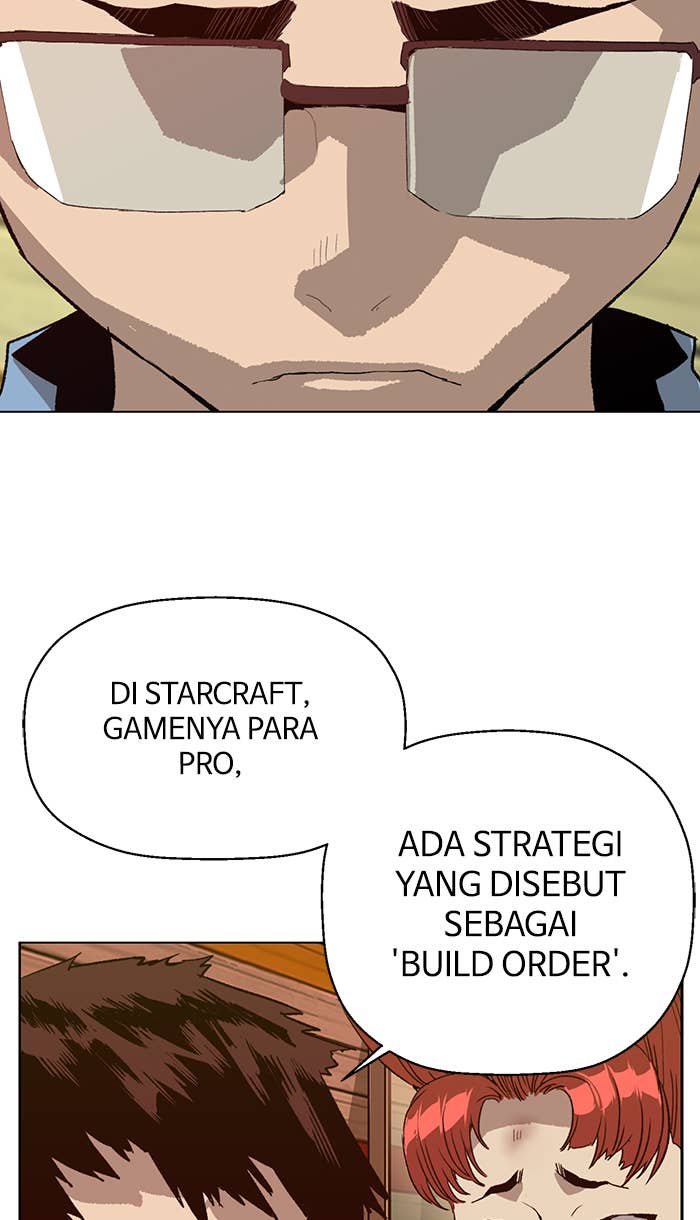 DI STARCRAFT,
GAMENYA PARA
PRO,
ADA STRATEGI
YANG DISEBUT
SEBAGAI
'BUILD ORDER'.